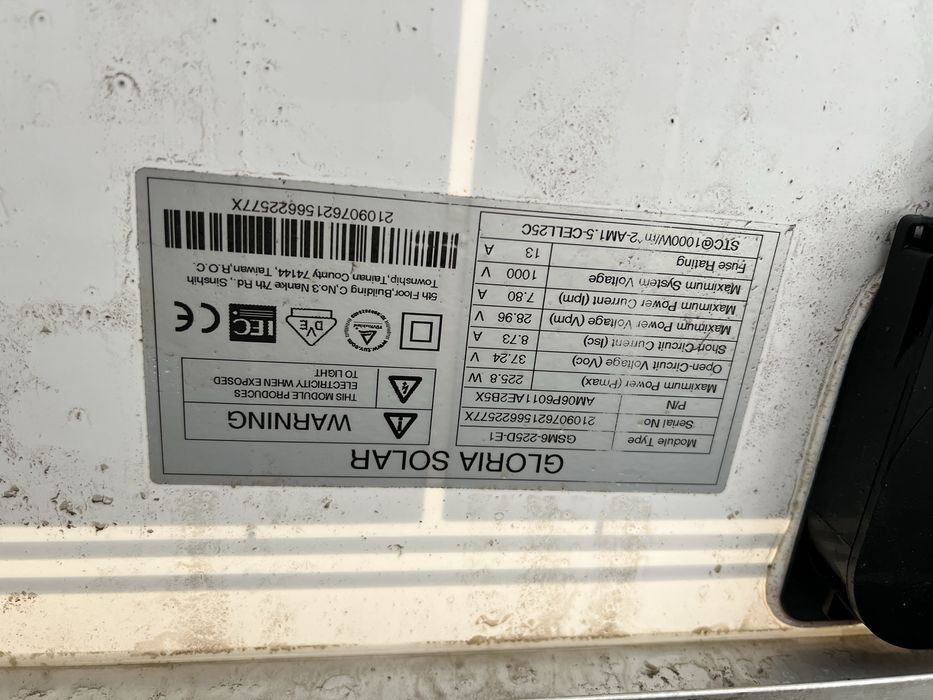 GLORIA SOLAR
Module Type GSM6-225D-E1
Serial No 210907621566222577X
P/N AM06P6011AE2B5X
Maximum Power (Pmax) 225.8 W
Open-Circuit Voltage (Voc) 37.24 V
Short-Circuit Current (Isc) 8.73 A
Maximum Power Voltage (Vpm) 28.96 V
Maximum Power Current (Ipm) 7.80 A
Maximum System Voltage 1000 V
Fuse Rating 13 A
STC@1000W/m^2-AM1.5-CELL25C
WARNING
THIS MODULE PRODUCES
ELECTRICITY WHEN EXPOSED
TO LIGHT
DVE
IEC
CE
5th Floor,Building C,No.3 Nanke 7th Rd., Sinshih
Township,Tainan County 74144, Taiwan,R.O.C.
210907621566222577X